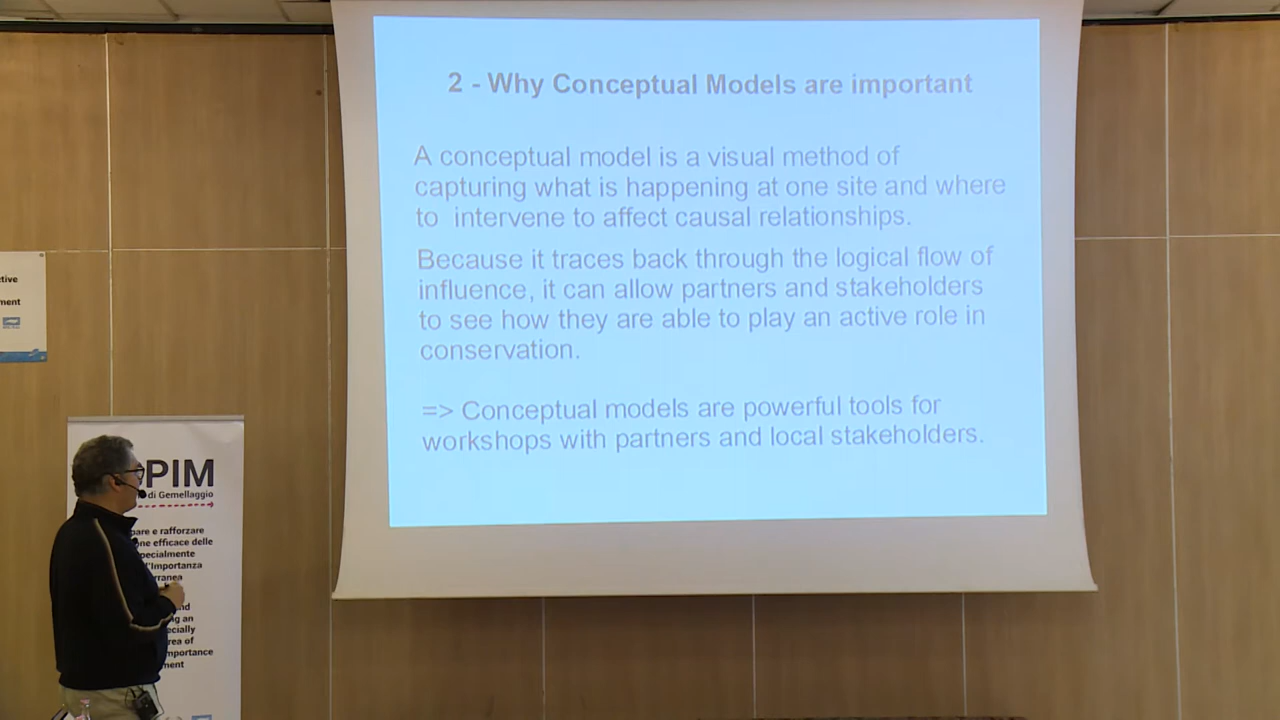 2 - Why Conceptual Models are important
A conceptual model is a visual method of
capturing what is happening at one site and where
to intervene to affect causal relationships.
Because it traces back through the logical flow of
influence, it can allow partners and stakeholders
to see how they are able to play an active role in
conservation.
=> Conceptual models are powerful tools for
workshops with partners and local stakeholders.
tive
ment
PIM
di Gemellaggio
pare e rafforzare
ne efficace delle
pecialmente
l'Importanza
rranea
nd
ng an
ecially
rea of
mportance
ment